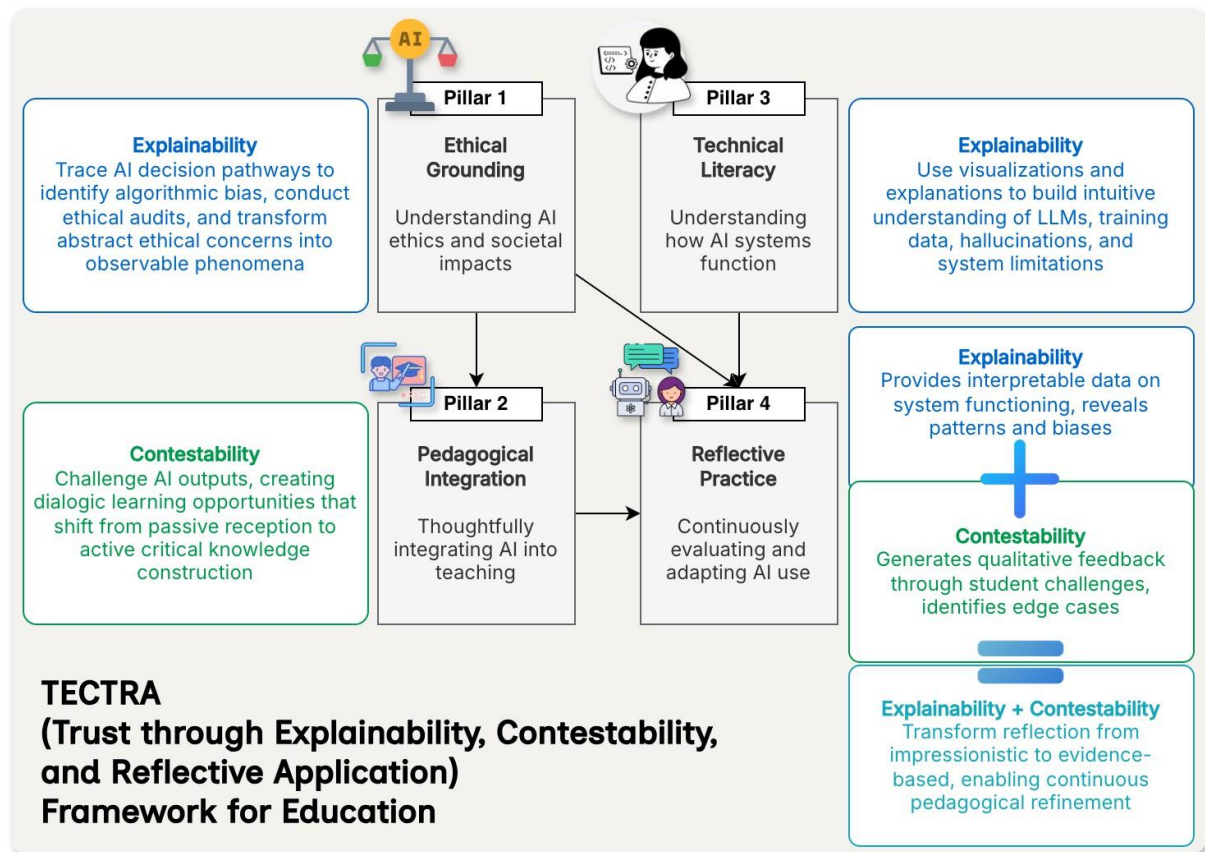 AI
Pillar 1
Ethical
Grounding
Understanding AI
ethics and societal
impacts
Pillar 3
Technical
Literacy
Understanding
how AI systems
function
Explainability
Trace AI decision pathways to
identify algorithmic bias, conduct
ethical audits, and transform
abstract ethical concerns into
observable phenomena
Explainability
Use visualizations and
explanations to build intuitive
understanding of LLMs, training
data, hallucinations, and
system limitations
Pillar 2
Pedagogical
Integration
Thoughtfully
integrating AI into
teaching
Pillar 4
Reflective
Practice
Continuously
evaluating and
adapting AI use
Contestability
Challenge AI outputs, creating
dialogic learning opportunities that
shift from passive reception to
active critical knowledge
construction
Explainability
Provides interpretable data on
system functioning, reveals
patterns and biases
Contestability
Generates qualitative feedback
through student challenges,
identifies edge cases
Explainability + Contestability
Transform reflection from
impressionistic to evidence-
based, enabling continuous
pedagogical refinement
TECTRA
(Trust through Explainability, Contestability,
and Reflective Application)
Framework for Education